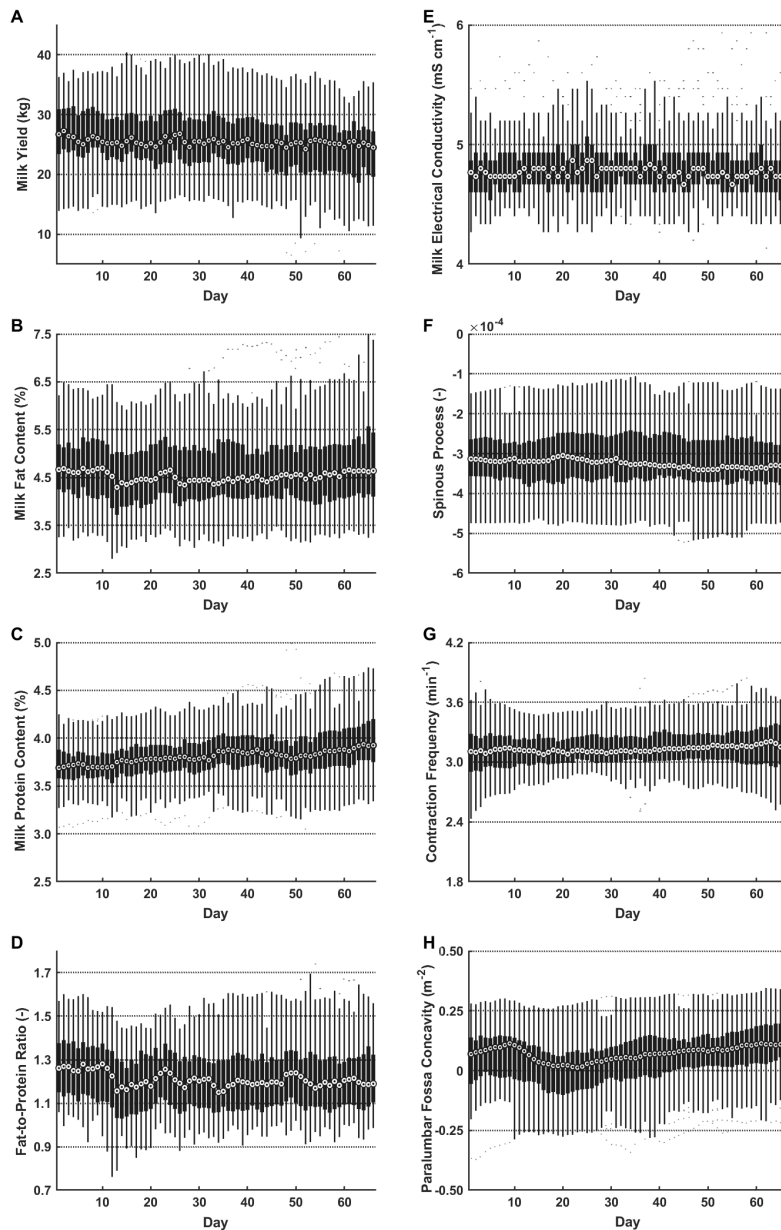 A
Milk Yield (kg)
40
30
20
10
10 20 30 40 50 60
Day
B
Milk Fat Content (%)
7.5
6.5
5.5
4.5
3.5
2.5
10 20 30 40 50 60
Day
C
Milk Protein Content (%)
5.0
4.5
4.0
3.5
3.0
2.5
10 20 30 40 50 60
Day
D
Fat-to-Protein Ratio (-)
1.7
1.5
1.3
1.1
0.9
0.7
10 20 30 40 50 60
Day
E
Milk Electrical Conductivity (mS cm⁻¹)
6
5
4
10 20 30 40 50 60
Day
F
×10⁻⁴
Spinous Process (-)
0
-1
-2
-3
-4
-5
-6
10 20 30 40 50 60
Day
G
Contraction Frequency (min⁻¹)
4.2
3.6
3.0
2.4
1.8
10 20 30 40 50 60
Day
H
Paralumbar Fossa Concavity (m⁻²)
0.50
0.25
0
-0.25
-0.50
10 20 30 40 50 60
Day